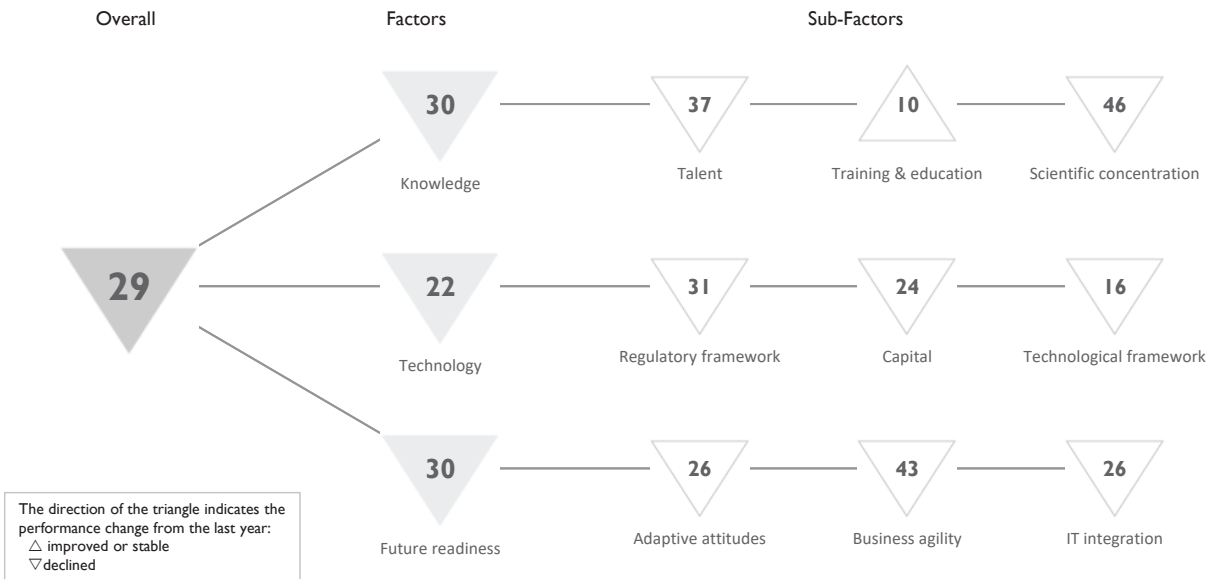 Overall Factors Sub-Factors
30 37 10 46
Knowledge Talent Training & education Scientific concentration
29 22 31 24 16
Technology Regulatory framework Capital Technological framework
30 26 43 26
Future readiness Adaptive attitudes Business agility IT integration
The direction of the triangle indicates the
performance change from the last year:
△ improved or stable
▽ declined